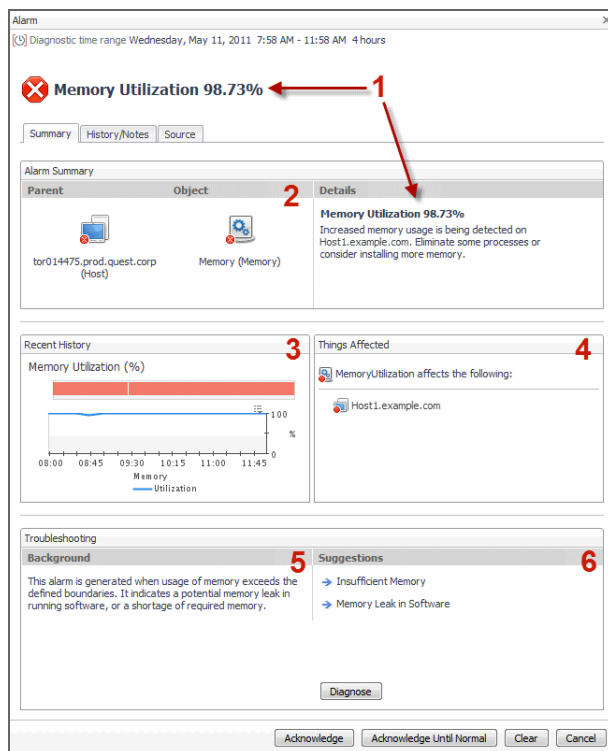 Alarm
Diagnostic time range Wednesday, May 11, 2011 7:58 AM - 11:58 AM 4 hours
Memory Utilization 98.73%
1
Summary History/Notes Source
Alarm Summary
Parent Object 2 Details
tor014475.prod.quest.corp
(Host)
Memory (Memory)
Memory Utilization 98.73%
Increased memory usage is being detected on
Host1.example.com. Eliminate some processes or
consider installing more memory.
Recent History 3
Memory Utilization (%)
100
%
0
08:00 08:45 09:30 10:15 11:00 11:45
Memory
Utilization
Things Affected 4
MemoryUtilization affects the following:
Host1.example.com
Troubleshooting
Background 5
This alarm is generated when usage of memory exceeds the
defined boundaries. It indicates a potential memory leak in
running software, or a shortage of required memory.
Suggestions 6
Insufficient Memory
Memory Leak in Software
Diagnose
Acknowledge Acknowledge Until Normal Clear Cancel